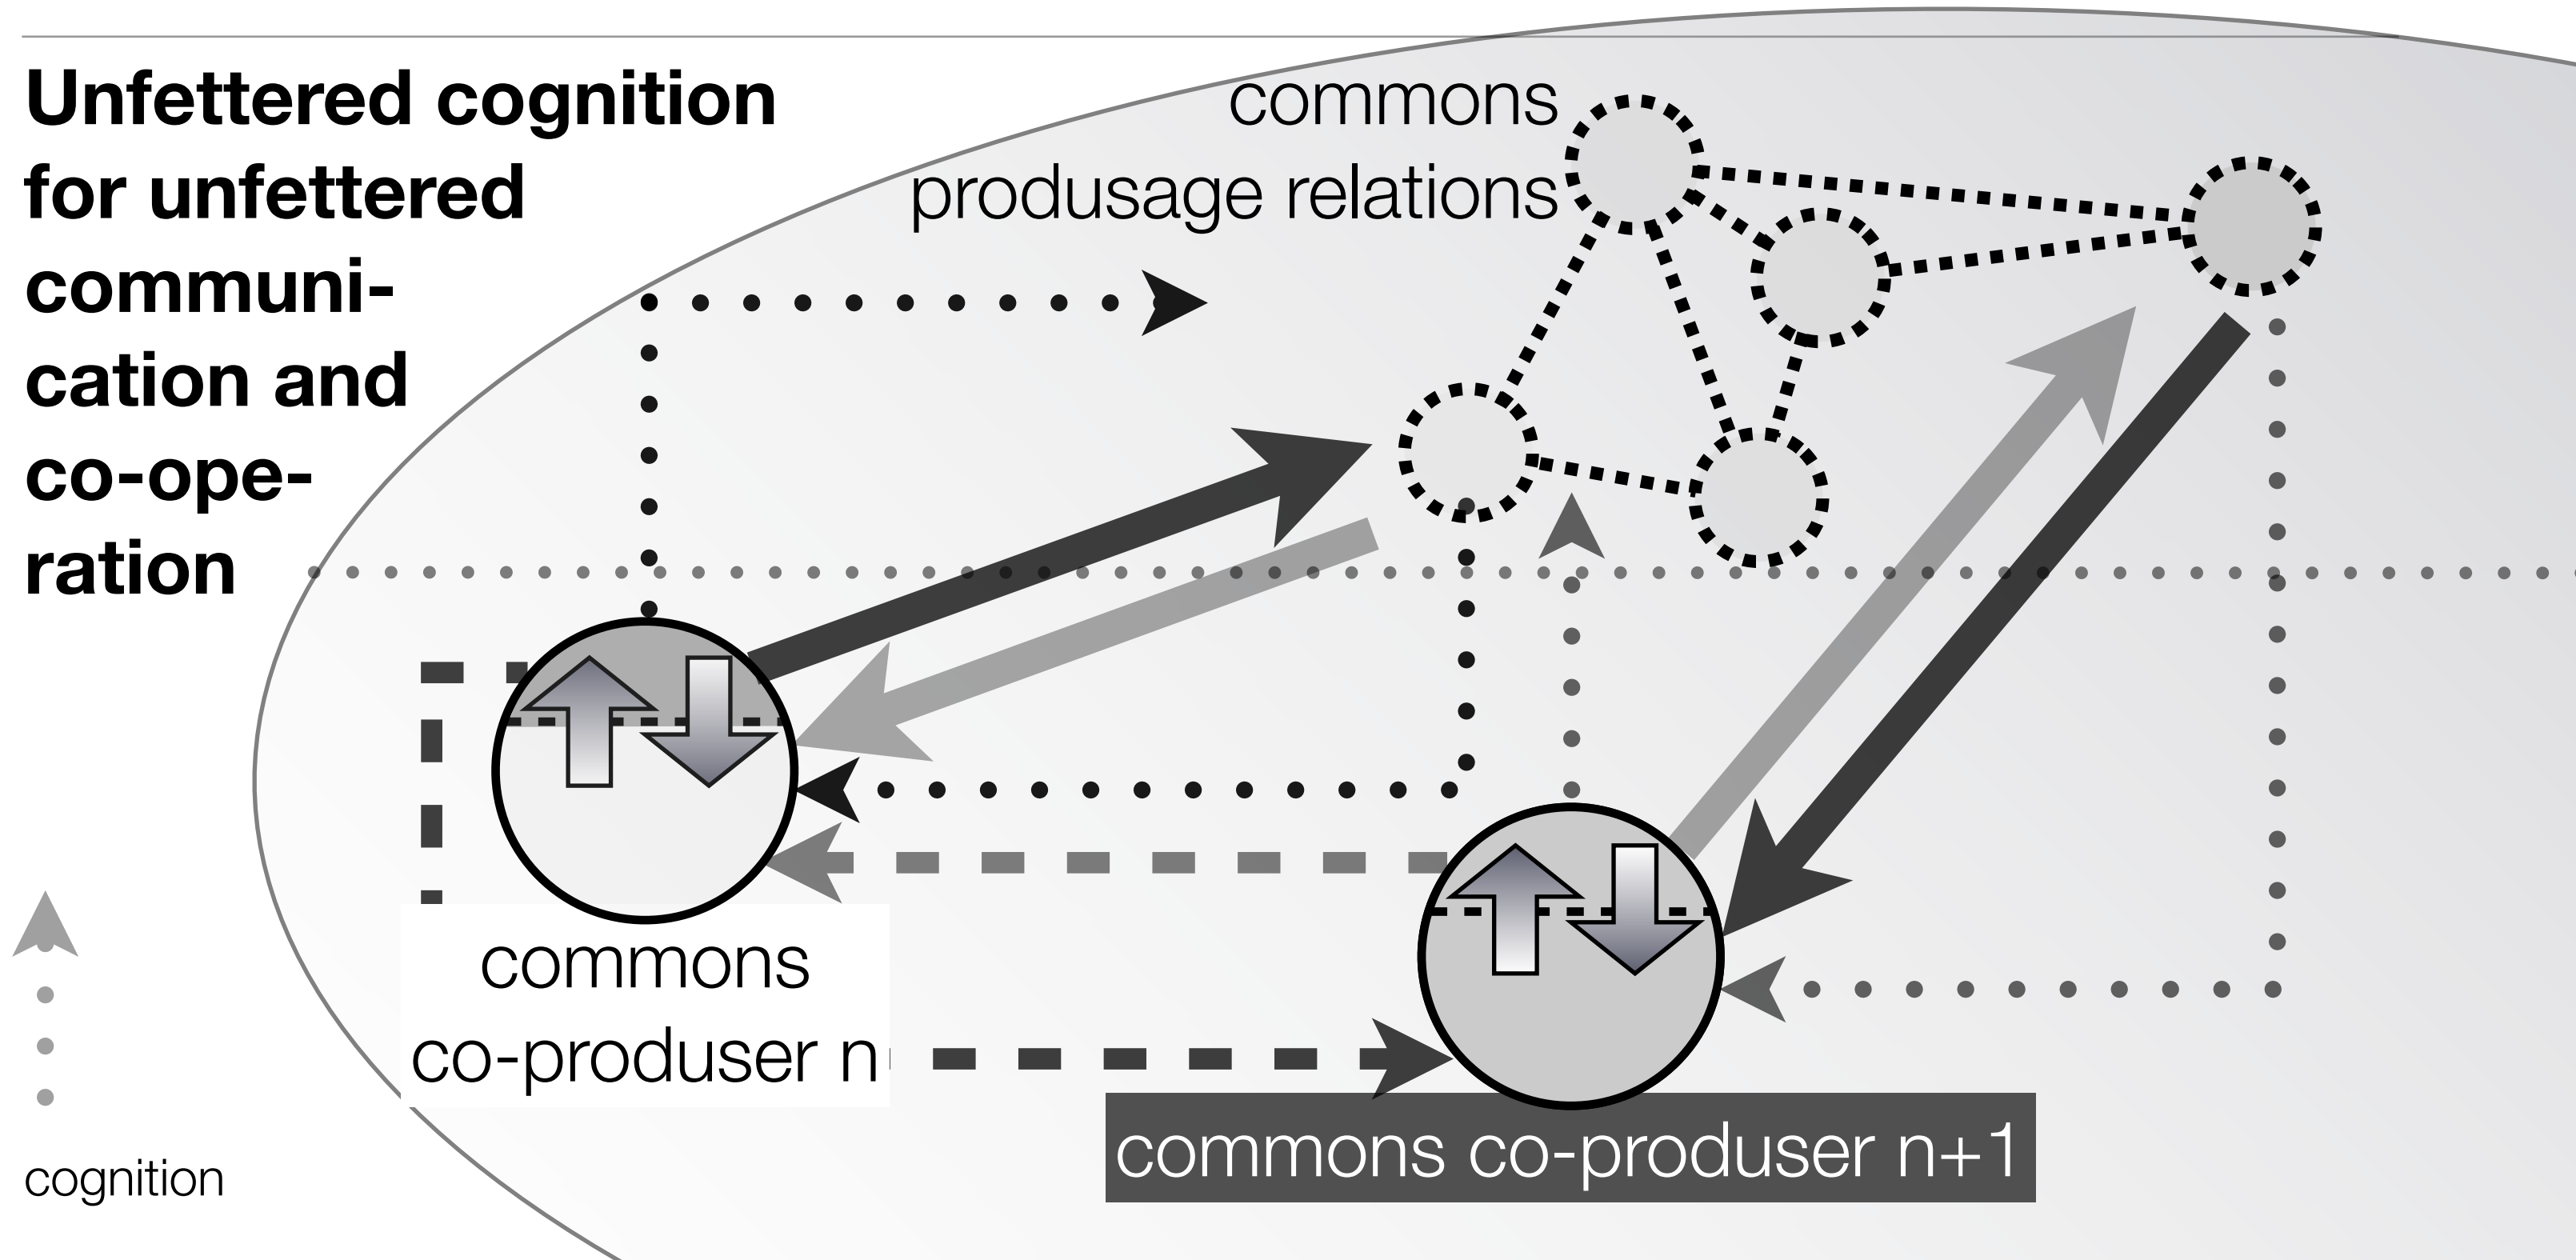 Unfettered cognition
for unfettered
communi-
cation and
co-ope-
ration
commons
produsage relations
commons
co-produser n
commons co-produser n+1
cognition